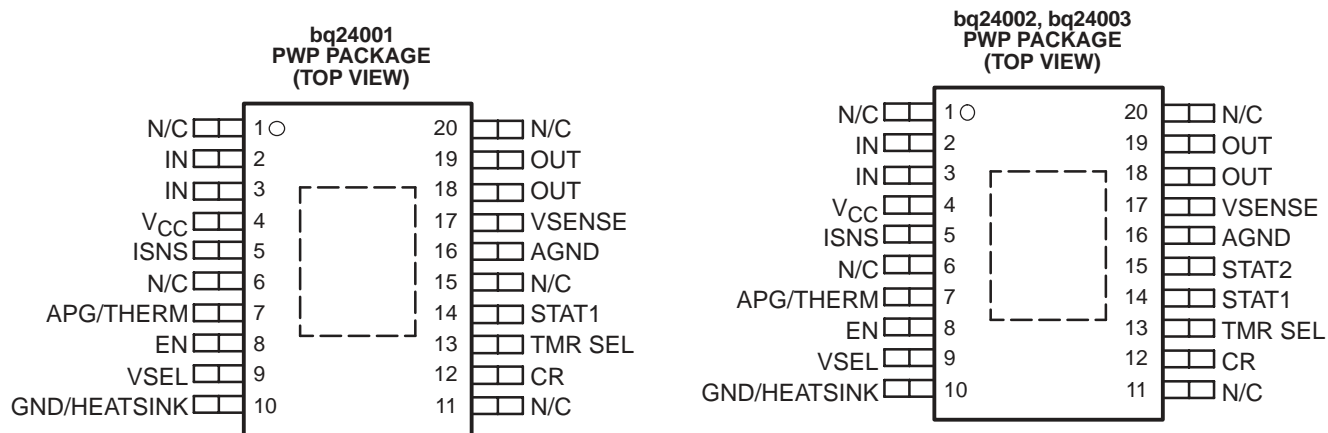 bq24001
PWP PACKAGE
(TOP VIEW)
N/C 1 20 N/C
IN 2 19 OUT
IN 3 18 OUT
VCC 4 17 VSENSE
ISNS 5 16 AGND
N/C 6 15 N/C
APG/THERM 7 14 STAT1
EN 8 13 TMR SEL
VSEL 9 12 CR
GND/HEATSINK 10 11 N/C
bq24002, bq24003
PWP PACKAGE
(TOP VIEW)
N/C 1 20 N/C
IN 2 19 OUT
IN 3 18 OUT
VCC 4 17 VSENSE
ISNS 5 16 AGND
N/C 6 15 STAT2
APG/THERM 7 14 STAT1
EN 8 13 TMR SEL
VSEL 9 12 CR
GND/HEATSINK 10 11 N/C